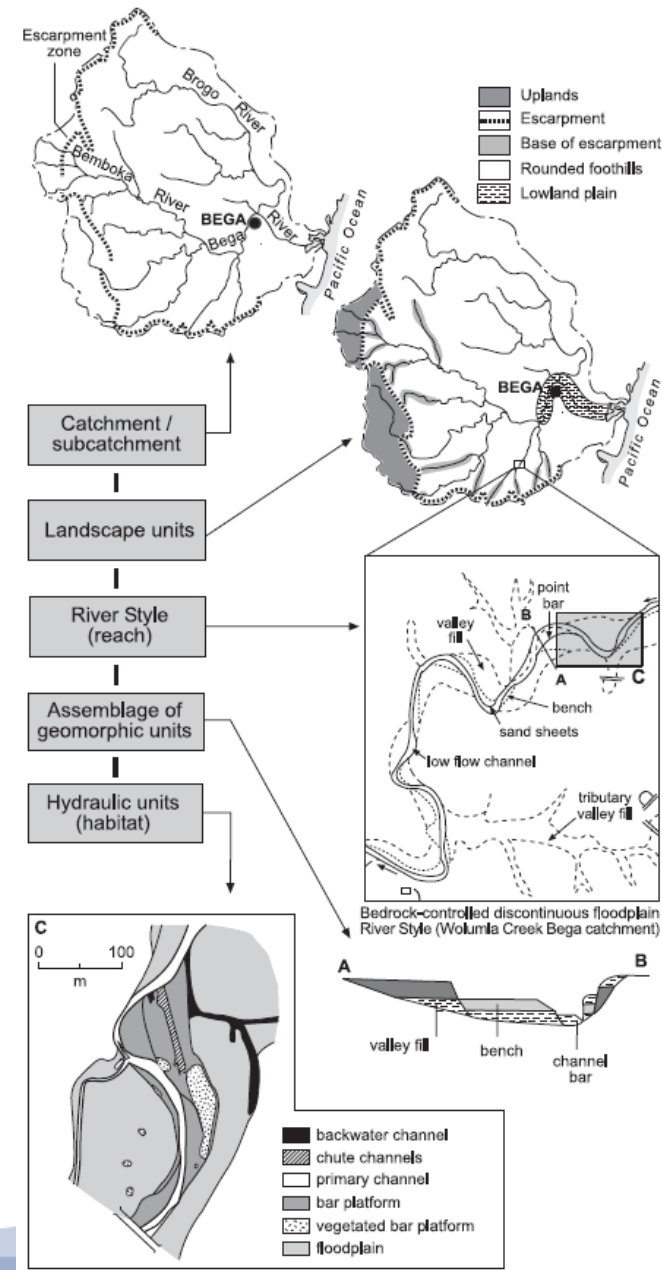 Escarpment
zone
Brogo
River
Bemboka
River
BEGA
Bega
River
Pacific Ocean
Uplands
Escarpment
Base of escarpment
Rounded foothills
Lowland plain
BEGA
Pacific Ocean
Catchment /
subcatchment
Landscape units
River Style
(reach)
Assemblage of
geomorphic units
Hydraulic units
(habitat)
point
bar
B
valley
fill
A
C
bench
sand sheets
low flow channel
tributary
valley fill
Bedrock-controlled discontinuous floodplain
River Style (Wolumla Creek Bega catchment)
A
B
valley fill
bench
channel
bar
C
0 100
m
backwater channel
chute channels
primary channel
bar platform
vegetated bar platform
floodplain